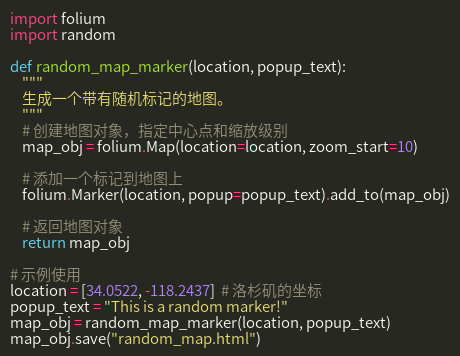 import folium
import random
def random_map_marker(location, popup_text):
"""
生成一个带有随机标记的地图。
"""
# 创建地图对象，指定中心点和缩放级别
map_obj = folium.Map(location=location, zoom_start=10)
# 添加一个标记到地图上
folium.Marker(location, popup=popup_text).add_to(map_obj)
# 返回地图对象
return map_obj
# 示例使用
location = [34.0522, -118.2437]  # 洛杉矶的坐标
popup_text = "This is a random marker!"
map_obj = random_map_marker(location, popup_text)
map_obj.save("random_map.html")